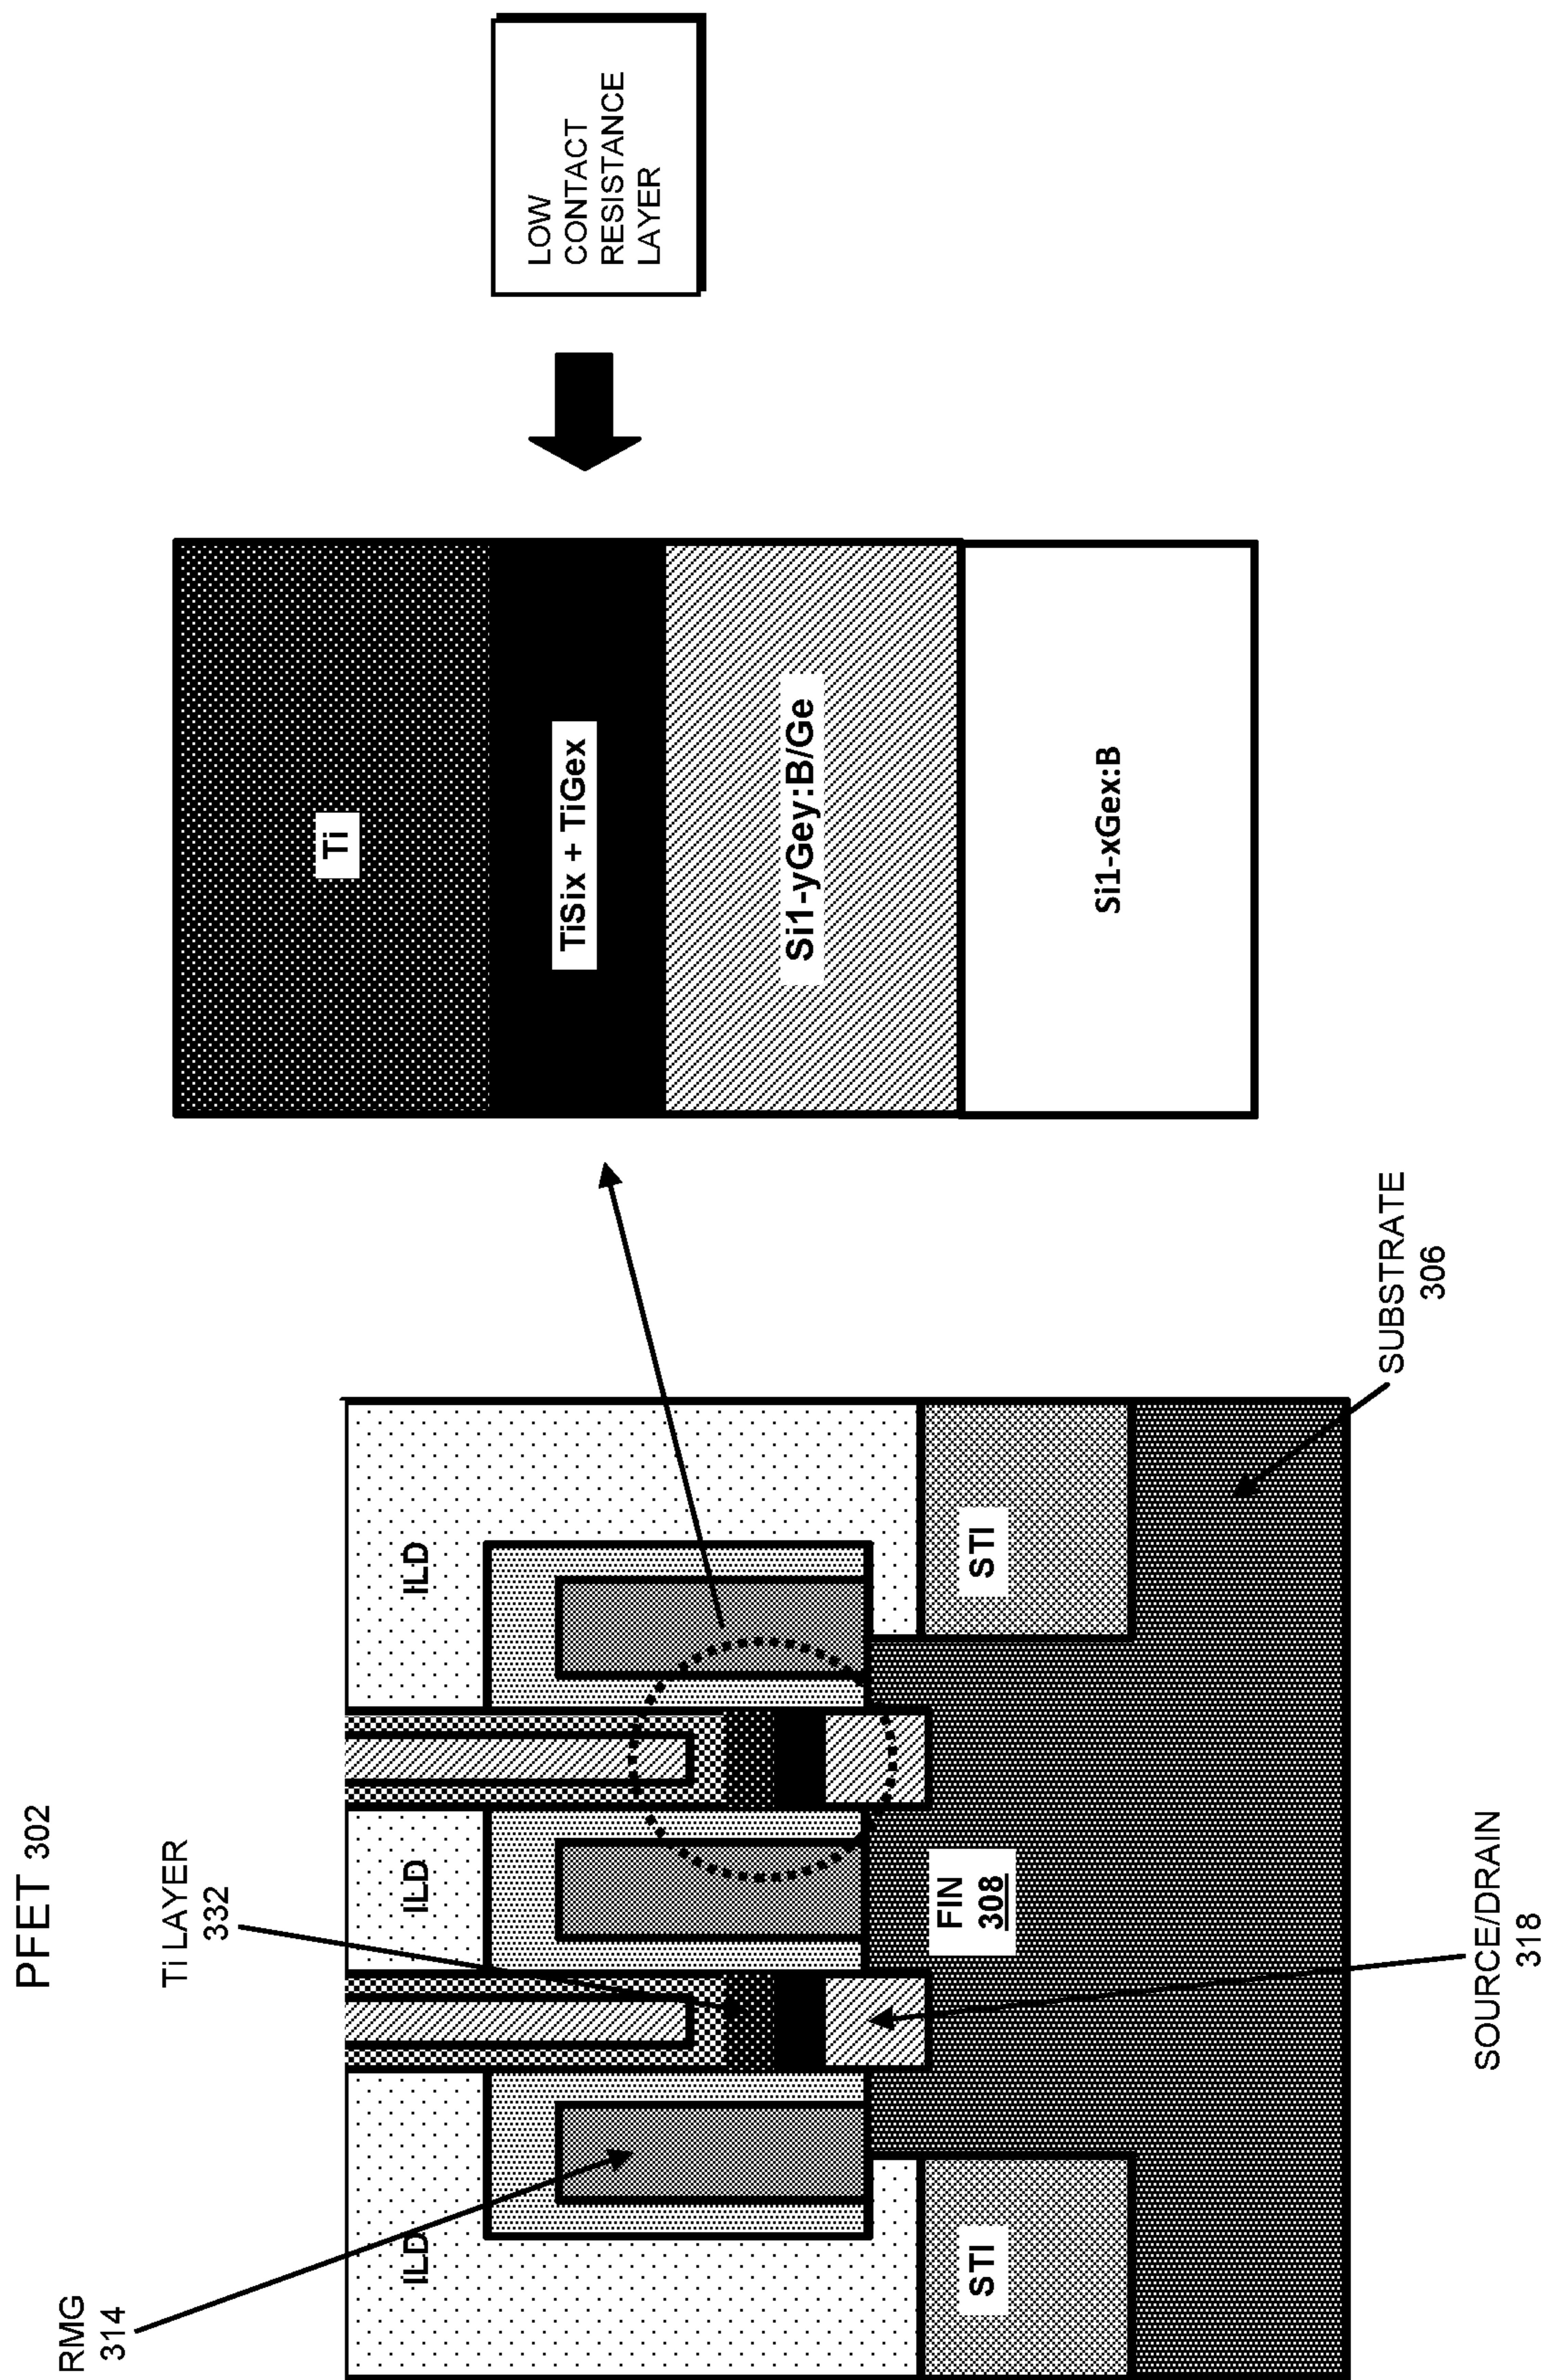 PFET 302
RMG
314
Ti LAYER
332
ILD
ILD
ILD
STI
FIN
308
STI
SOURCE/DRAIN
318
SUBSTRATE
306
Ti
TiSix + TiGex
Si1-yGey:B/Ge
Si1-xGex:B
LOW
CONTACT
RESISTANCE
LAYER